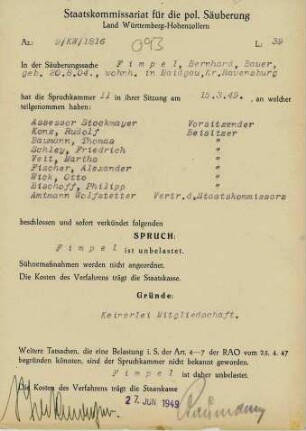 Staatskommissariat für die pol. Säuberung
Land Württemberg-Hohenzollern
Az: 9/KW/1816
093
L: 39
In der Säuberungssache F i m p e l, Bernhard, Bauer,
geb. 20.8.04., wohnh. in Haidgau, Kr. Ravensburg
hat die Spruchkammer 11 in ihrer Sitzung am 15.3.49., an welcher
teilgenommen haben:
Assessor Stockmayer Vorsitzender
Konz, Rudolf Beisitzer
Baumann, Thomas "
Schley, Friedrich "
Veit, Martha "
Fischer, Alexander "
Wick, Otto "
Bischoff, Philipp "
Amtmann Wolfstetter Vertr.d.Staatskommissars
beschlossen und sofort verkündet folgenden
SPRUCH:
F i m p e l ist unbelastet.
Sühnemaßnahmen werden nicht angeordnet.
Die Kosten des Verfahrens trägt die Staatskasse.
Gründe:
Keinerlei Mitgliedschaft.
Weitere Tatsachen, die eine Belastung i. S. der Art. 4—7 der RAO vom 25. 4. 47
begründen könnten, sind der Spruchkammer nicht bekannt geworden.
F i m p e l ist daher unbelastet.
Die Kosten des Verfahrens trägt die Staatskasse
27. JUN 1949